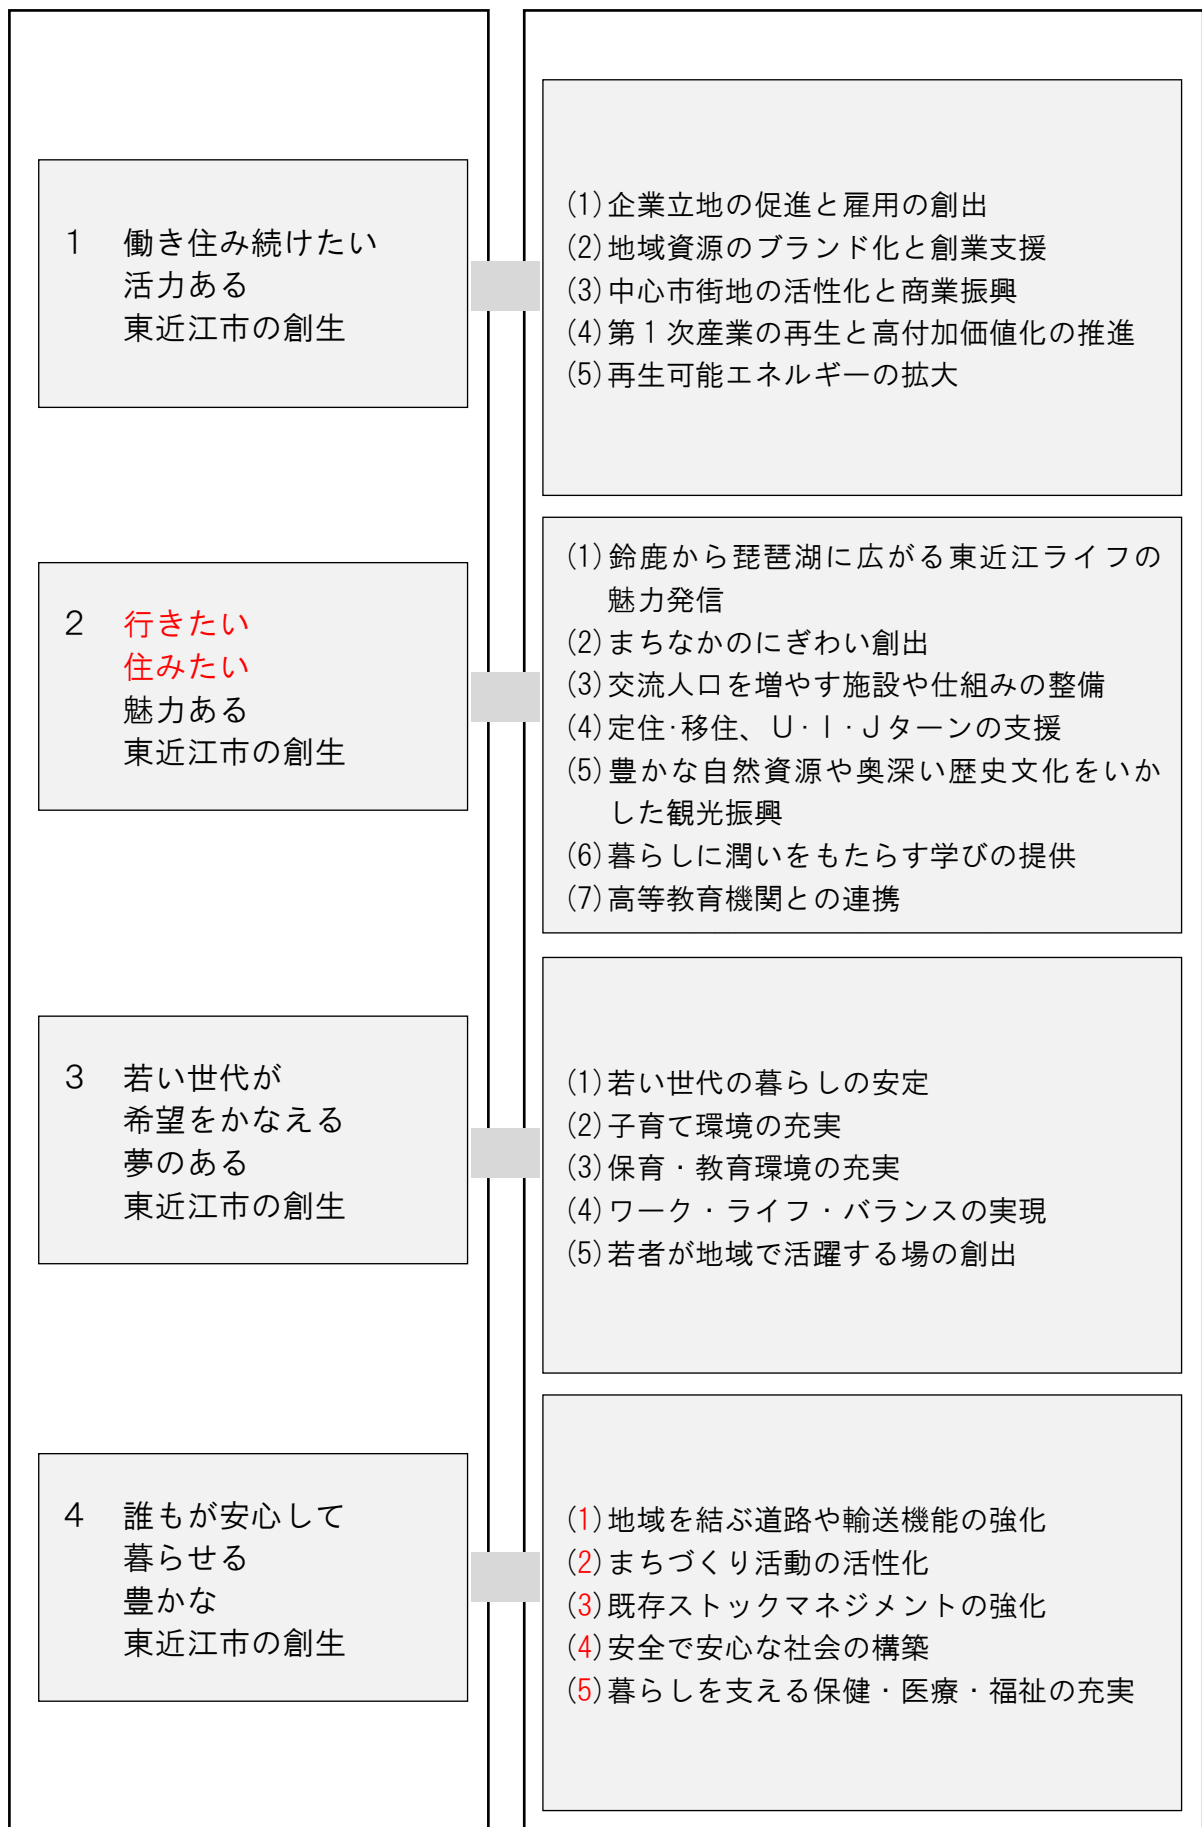 1 働き住み続けたい
活力ある
東近江市の創生
(1)企業立地の促進と雇用の創出
(2)地域資源のブランド化と創業支援
(3)中心市街地の活性化と商業振興
(4)第1次産業の再生と高付加価値化の推進
(5)再生可能エネルギーの拡大
2 行きたい
住みたい
魅力ある
東近江市の創生
(1)鈴鹿から琵琶湖に広がる東近江ライフの
魅力発信
(2)まちなかのにぎわい創出
(3)交流人口を増やす施設や仕組みの整備
(4)定住・移住、U・I・Jターンの支援
(5)豊かな自然資源や奥深い歴史文化をいか
した観光振興
(6)暮らしに潤いをもたらす学びの提供
(7)高等教育機関との連携
3 若い世代が
希望をかなえる
夢のある
東近江市の創生
(1)若い世代の暮らしの安定
(2)子育て環境の充実
(3)保育・教育環境の充実
(4)ワーク・ライフ・バランスの実現
(5)若者が地域で活躍する場の創出
4 誰もが安心して
暮らせる
豊かな
東近江市の創生
(1)地域を結ぶ道路や輸送機能の強化
(2)まちづくり活動の活性化
(3)既存ストックマネジメントの強化
(4)安全で安心な社会の構築
(5)暮らしを支える保健・医療・福祉の充実